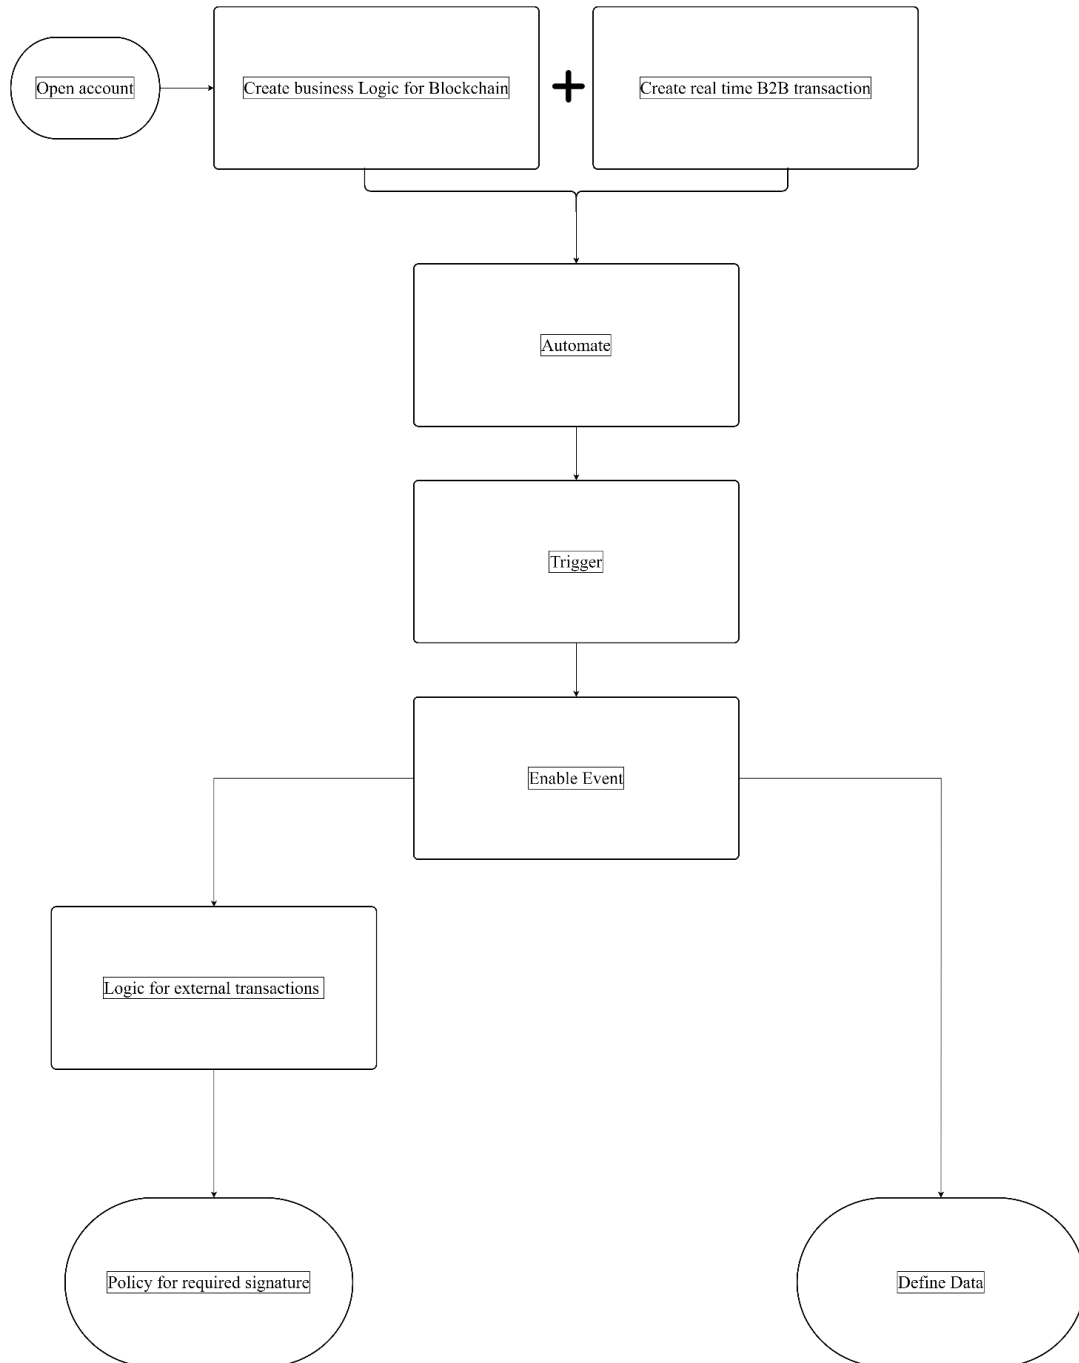 Open account
Create business Logic for Blockchain
Create real time B2B transaction
Automate
Trigger
Enable Event
Logic for external transactions
Policy for required signature
Define Data